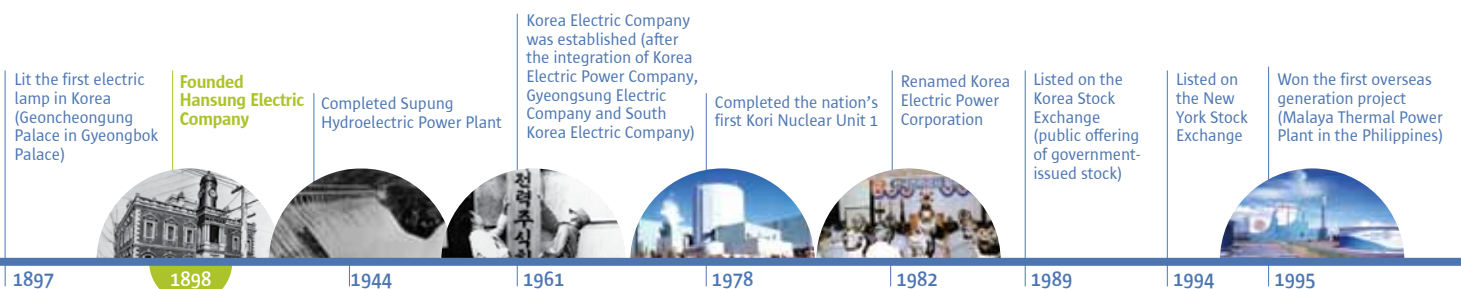 Lit the first electric
lamp in Korea
(Geoncheongung
Palace in Gyeongbok
Palace)
1897
Founded
Hansung Electric
Company
1898
Completed Supung
Hydroelectric Power Plant
1944
Korea Electric Company
was established (after
the integration of Korea
Electric Power Company,
Gyeongsung Electric
Company and South
Korea Electric Company)
전력주식
1961
Completed the nation's
first Kori Nuclear Unit 1
1978
Renamed Korea
Electric Power
Corporation
1982
Listed on the
Korea Stock
Exchange
(public offering
of government-
issued stock)
1989
Listed on
the New
York Stock
Exchange
1994
Won the first overseas
generation project
(Malaya Thermal Power
Plant in the Philippines)
1995